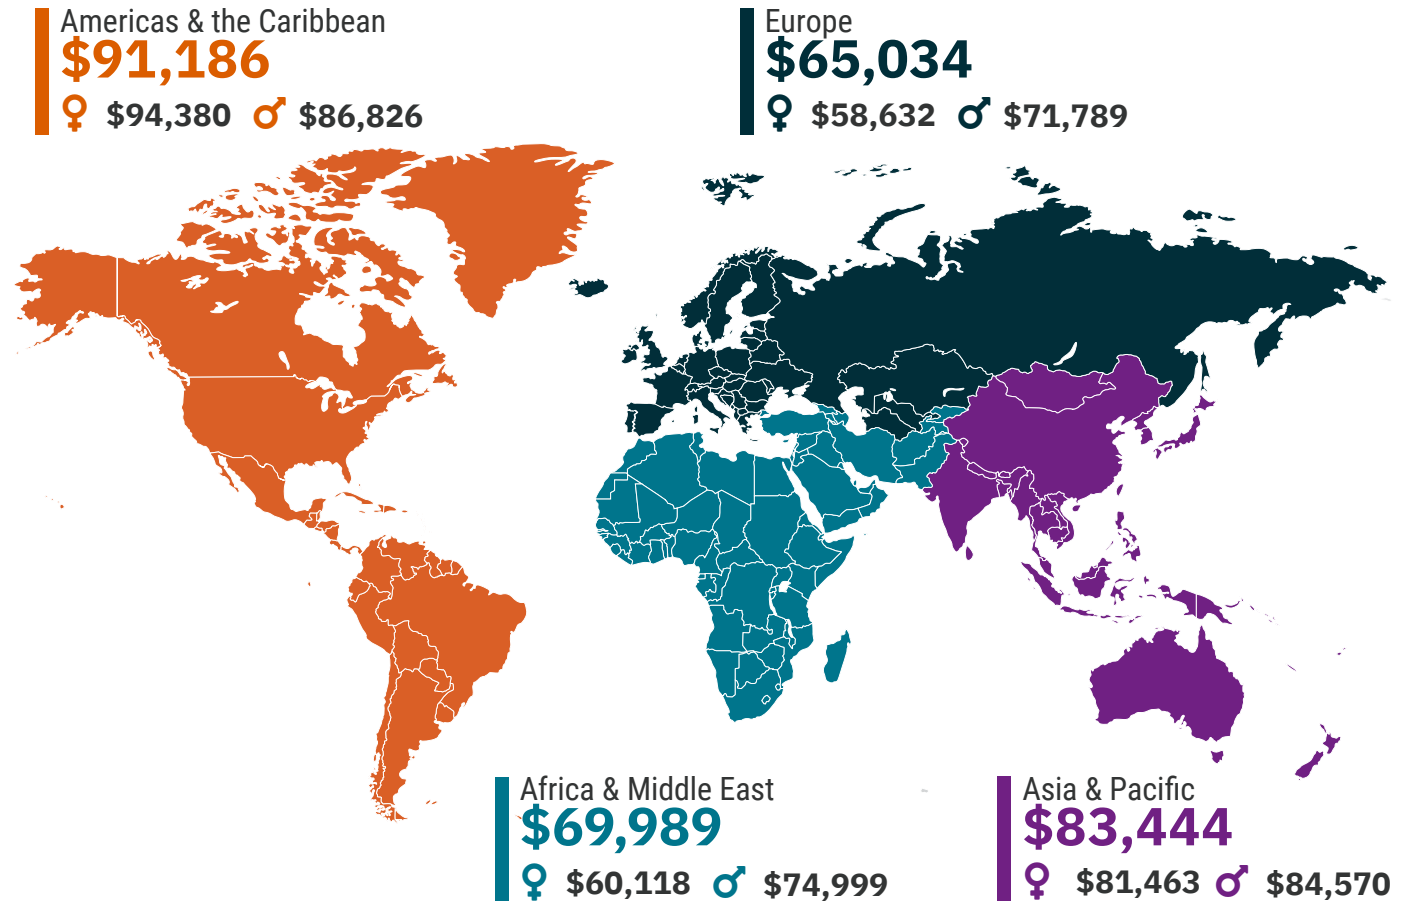 Americas & the Caribbean
$91,186
♀ $94,380 ♂ $86,826
Europe
$65,034
♀ $58,632 ♂ $71,789
Africa & Middle East
$69,989
♀ $60,118 ♂ $74,999
Asia & Pacific
$83,444
♀ $81,463 ♂ $84,570